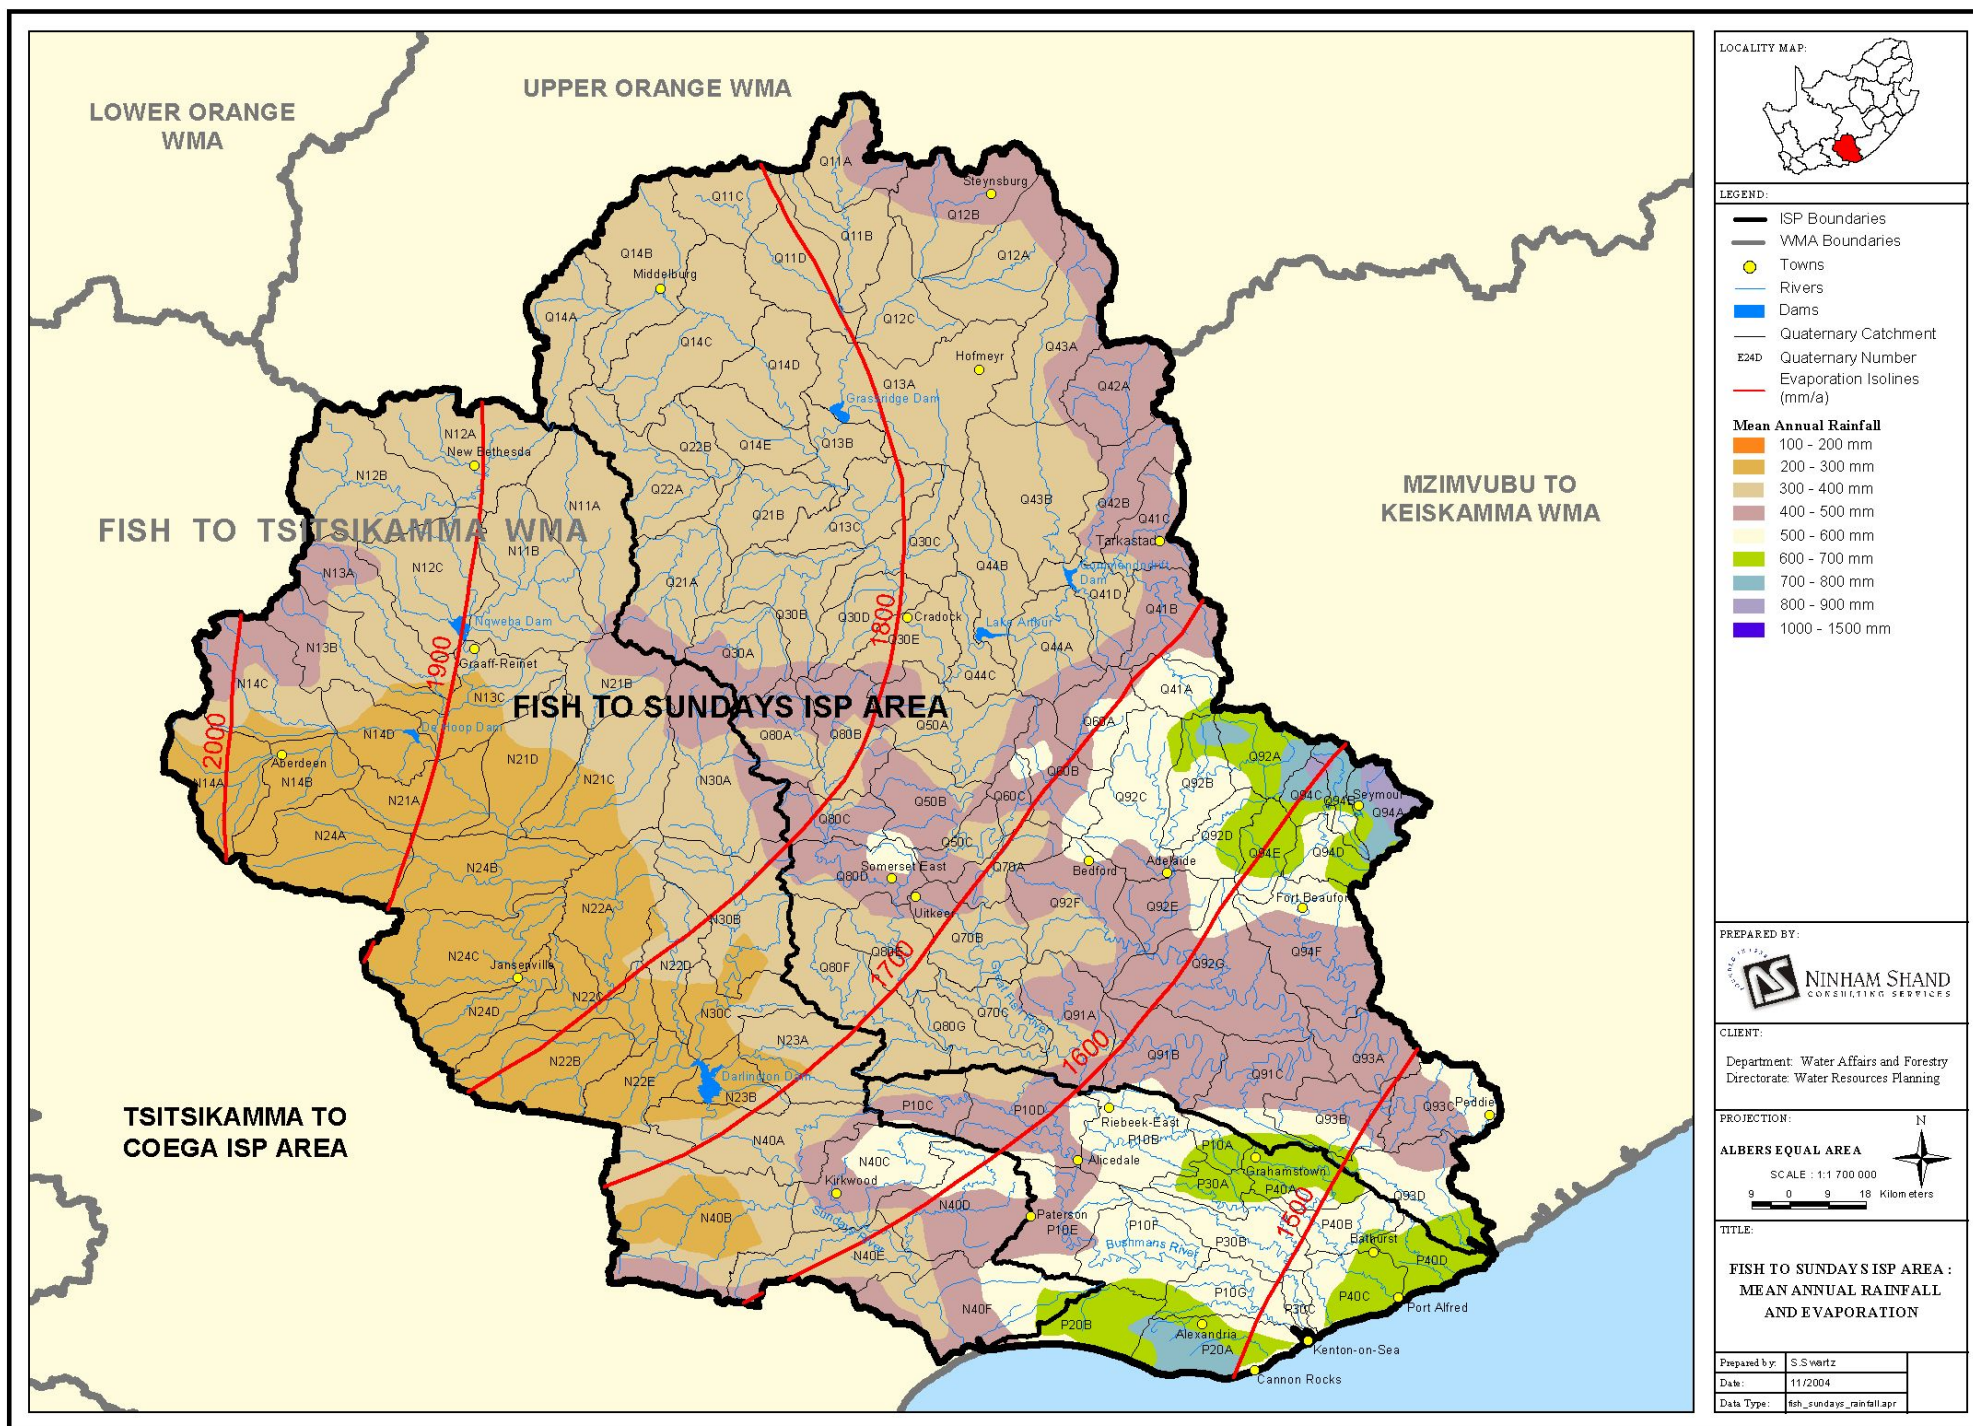 LOWER ORANGE
WMA
UPPER ORANGE WMA
MZIMVUBU TO
KEISKAMMA WMA
FISH TO TSITSIKAMMA WMA
FISH TO SUNDAYS ISP AREA
TSITSIKAMMA TO
COEGA ISP AREA
Q11A
Steynsburg
Q11C
Q12B
Q11B
Q14B
Q11D
Q12A
Middelburg
Q14A
Q12C
Q14C
Q43A
Hofmeyr
Q14D
Q13A
Q42A
Grassridge Dam
N12A
Q22B
Q14E
Q13B
New Bethesda
N12B
Q22A
Q43B
Q42B
N11A
Q21B
Q13C
Q41C
Q30C
Tarkastad
N11B
N12C
Q44B
Commandodrift
Dam
N13A
Q21A
Q41D
Q30B
Q30D
1800
Cradock
Q41B
Nqweba Dam
Lake Arthur
Q30E
N13B
1900
Graaff-Reinet
Q30A
Q44A
N14C
N21B
Q44C
Q41A
N13C
2000
N14D
De Hoop Dam
Q80A
Q80B
Q50A
Q60A
Aberdeen
N21D
Q92A
N14A
N14B
N21C
N30A
Q60B
Q92B
N21A
Q50B
Q60C
Q92C
Q94C
Q94B
Seymour
Q94A
N24A
Q80C
Q92D
Q50C
Q94E
Q94D
N24B
Somerset East
Q70A
Bedford
Adelaide
Q80D
N22A
Uitkeer
Q92F
Q92E
Fort Beaufort
N30B
Q70B
N24C
Jansenville
N22D
Q80F
Q80E
1700
Q92G
Q94F
N22C
Great Fish River
N24D
N30C
Q70C
Q91A
Q80G
N23A
1600
N22B
Q91B
Q93A
N22E
Darlington Dam
Q91C
N23B
P10C
P10D
Riebeek-East
Q93C
Peddie
Q93B
N40A
P10B
P10A
N40C
Alicedale
Grahamstown
Kirkwood
P30A
P40A
Q93D
N40B
N40D
Paterson
P10E
P10F
1500
P40B
Sundays River
Bushmans River
P30B
Bathurst
N40E
P40D
P10G
P40C
N40F
P30C
Port Alfred
P20B
Alexandria
P20A
Kenton-on-Sea
Cannon Rocks
LOCALITY MAP:
LEGEND:
ISP Boundaries
WMA Boundaries
Towns
Rivers
Dams
Quaternary Catchment
E24D Quaternary Number
Evaporation Isolines
(mm/a)
Mean Annual Rainfall
100 - 200 mm
200 - 300 mm
300 - 400 mm
400 - 500 mm
500 - 600 mm
600 - 700 mm
700 - 800 mm
800 - 900 mm
1000 - 1500 mm
PREPARED BY:
NINHAM SHAND
CONSULTING SERVICES
CLIENT:
Department: Water Affairs and Forestry
Directorate: Water Resources Planning
PROJECTION:
N
ALBERS EQUAL AREA
SCALE : 1:1 700 000
9 0 9 18 Kilometers
TITLE:
FISH TO SUNDAYS ISP AREA :
MEAN ANNUAL RAINFALL
AND EVAPORATION
Prepared by: S.Swartz
Date: 11/2004
Data Type: fish_sundays_rainfall.apr